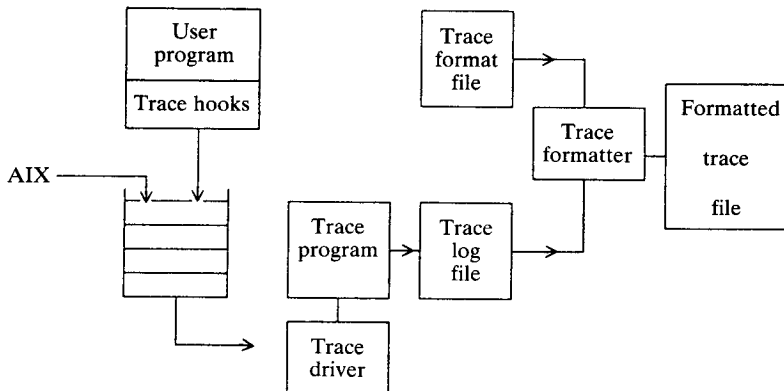 User
program
Trace hooks
AIX
Trace
format
file
Trace
formatter
Formatted
trace
file
Trace
program
Trace
log
file
Trace
driver